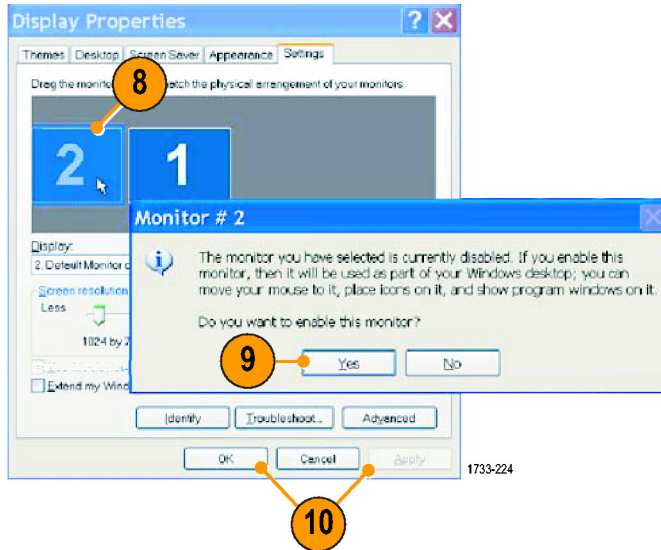 Display Properties
Themes Desktop Screen Saver Appearance Settings
Drag the monito atch the physical arrangement of your monitors.
8
2
1
Monitor # 2
The monitor you have selected is currently disabled. If you enable this
monitor, then it will be used as part of your Windows desktop; you can
move your mouse to it, place icons on it, and show program windows on it.
Do you want to enable this monitor?
9
Yes No
Display:
2. Default Monitor o
Screen resolution
Less
1024 by 7
Extend my Wind
Identify Troubleshoot... Advanced
OK Cancel Apply
1733-224
10